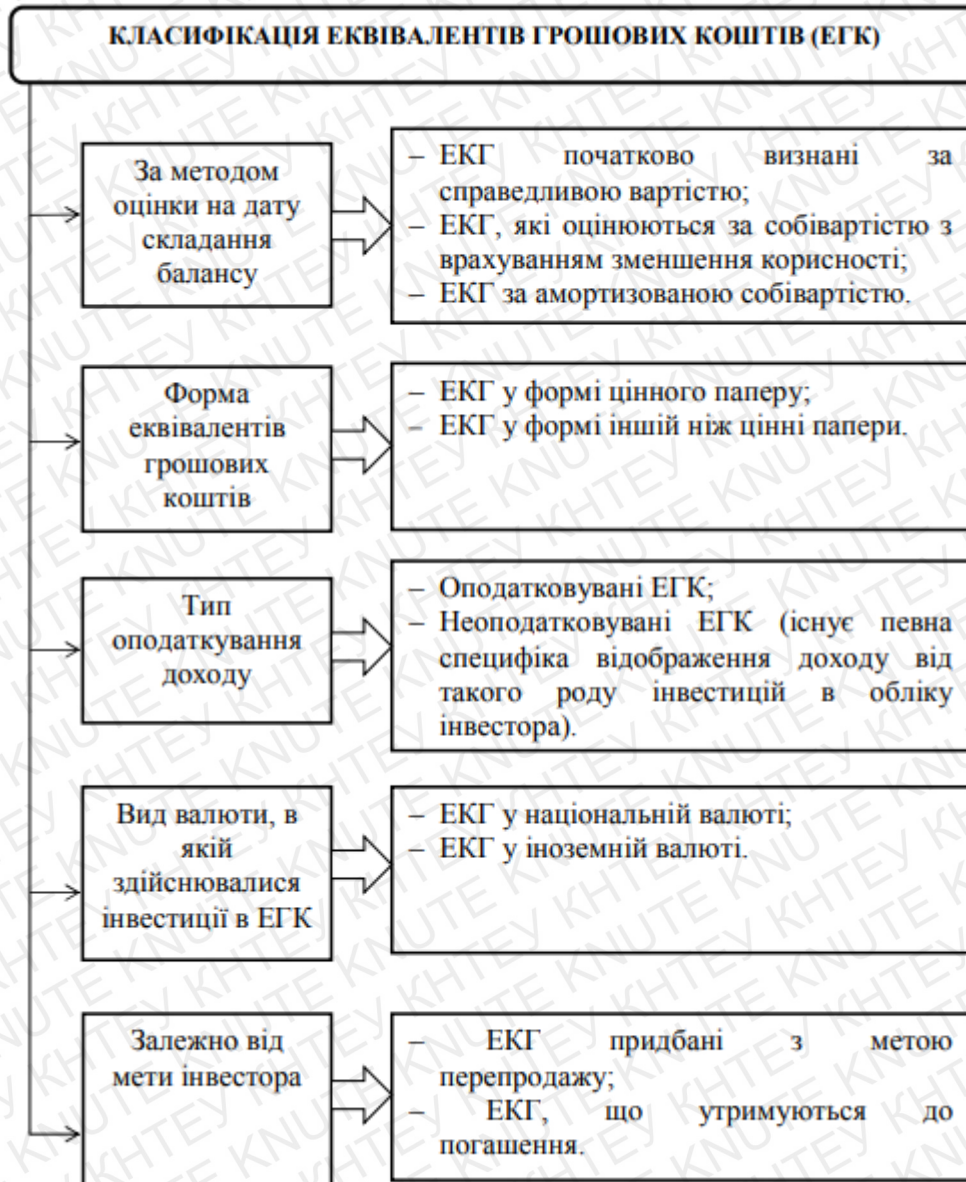 КЛАСИФІКАЦІЯ ЕКВІВАЛЕНТІВ ГРОШОВИХ КОШТІВ (ЕГК)
За методом
оцінки на дату
складання
балансу
– ЕКГ початково визнані за
справедливою вартістю;
– ЕКГ, які оцінюються за собівартістю з
врахуванням зменшення корисності;
– ЕКГ за амортизованою собівартістю.
Форма
еквівалентів
грошових
коштів
– ЕКГ у формі цінного паперу;
– ЕКГ у формі іншій ніж цінні папери.
Тип
оподаткування
доходу
– Оподатковувані ЕГК;
– Неоподатковувані ЕГК (існує певна
специфіка відображення доходу від
такого роду інвестицій в обліку
інвестора).
Вид валюти, в
якій
здійснювалися
інвестиції в ЕГК
– ЕКГ у національній валюті;
– ЕКГ у іноземній валюті.
Залежно від
мети інвестора
– ЕКГ придбані з метою
перепродажу;
– ЕКГ, що утримуються до
погашення.